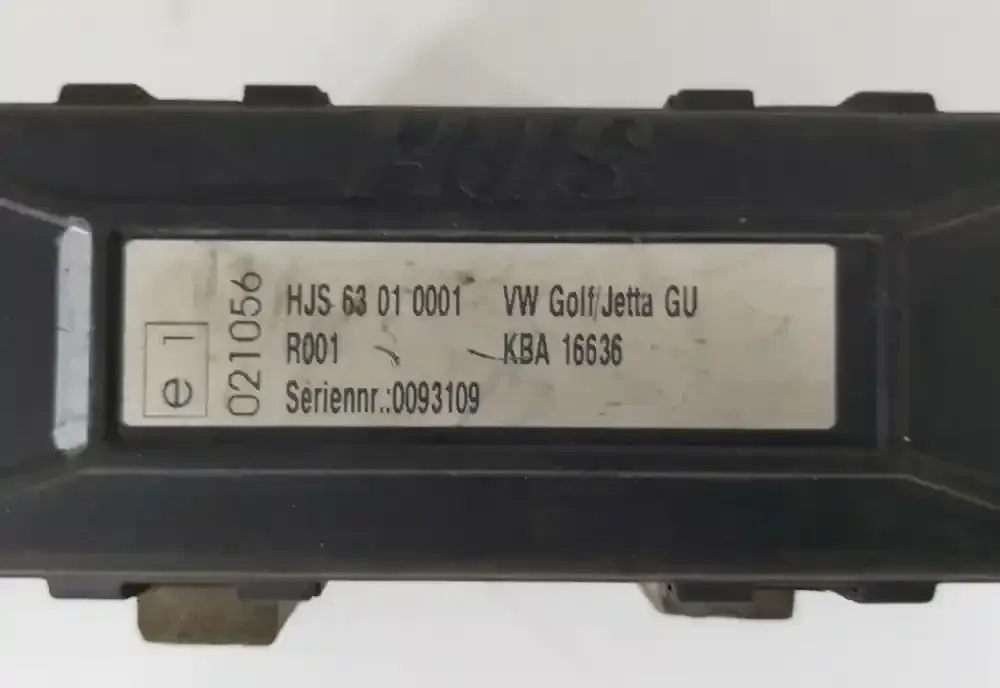 HJS
HJS 63 01 0001 VW Golf/Jetta GU
R001 KBA 16636
Seriennr.:0093109
e 1
021056